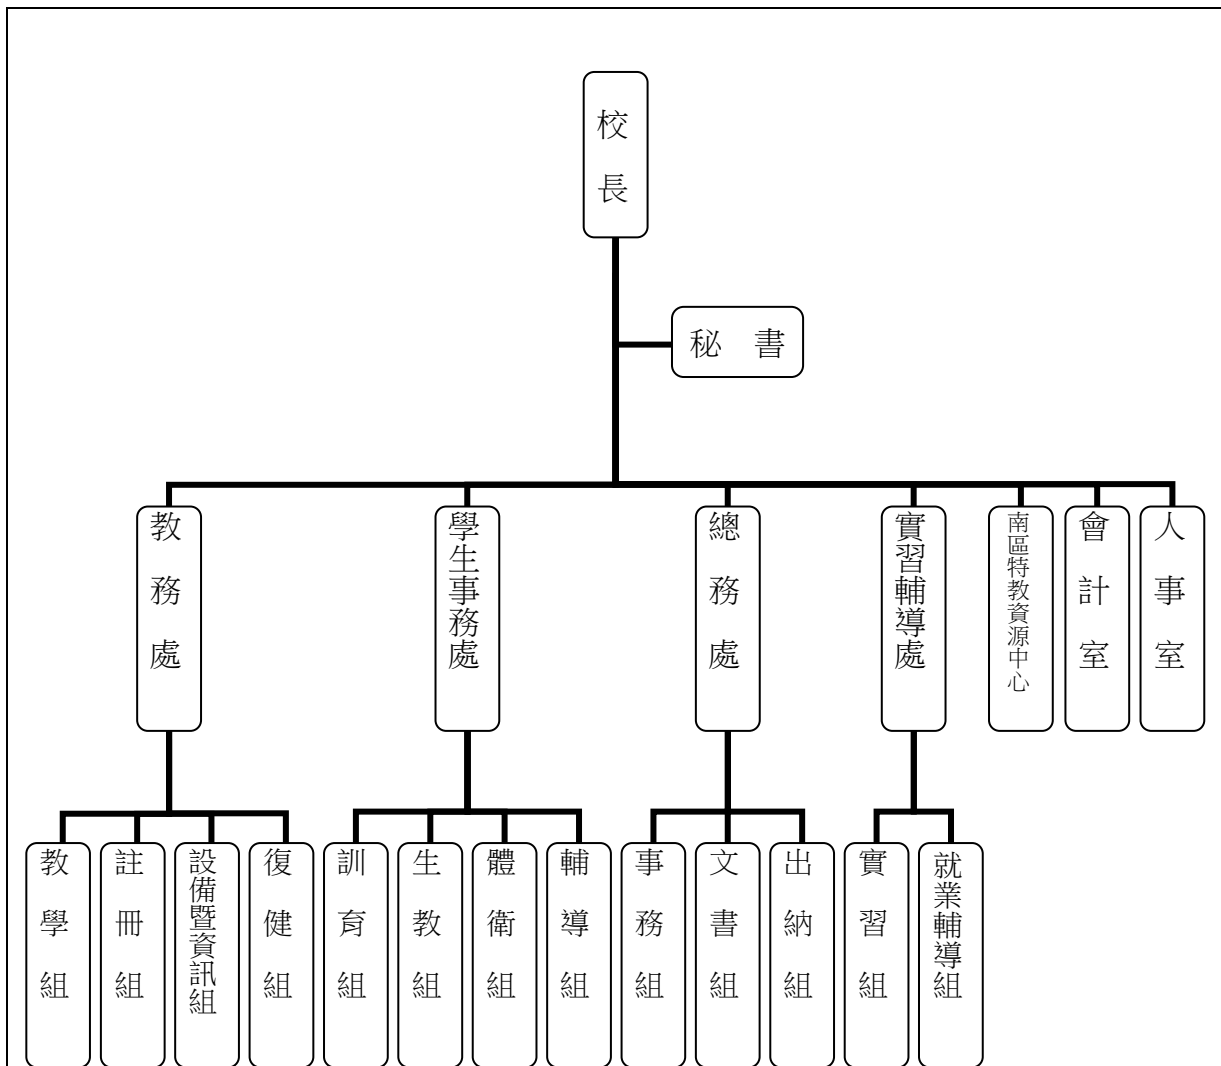 校長
秘書
教務處
學生事務處
總務處
實習輔導處
南區特教資源中心
會計室
人事室
教學組
註冊組
設備暨資訊組
復健組
訓育組
生教組
體衛組
輔導組
事務組
文書組
出納組
實習組
就業輔導組